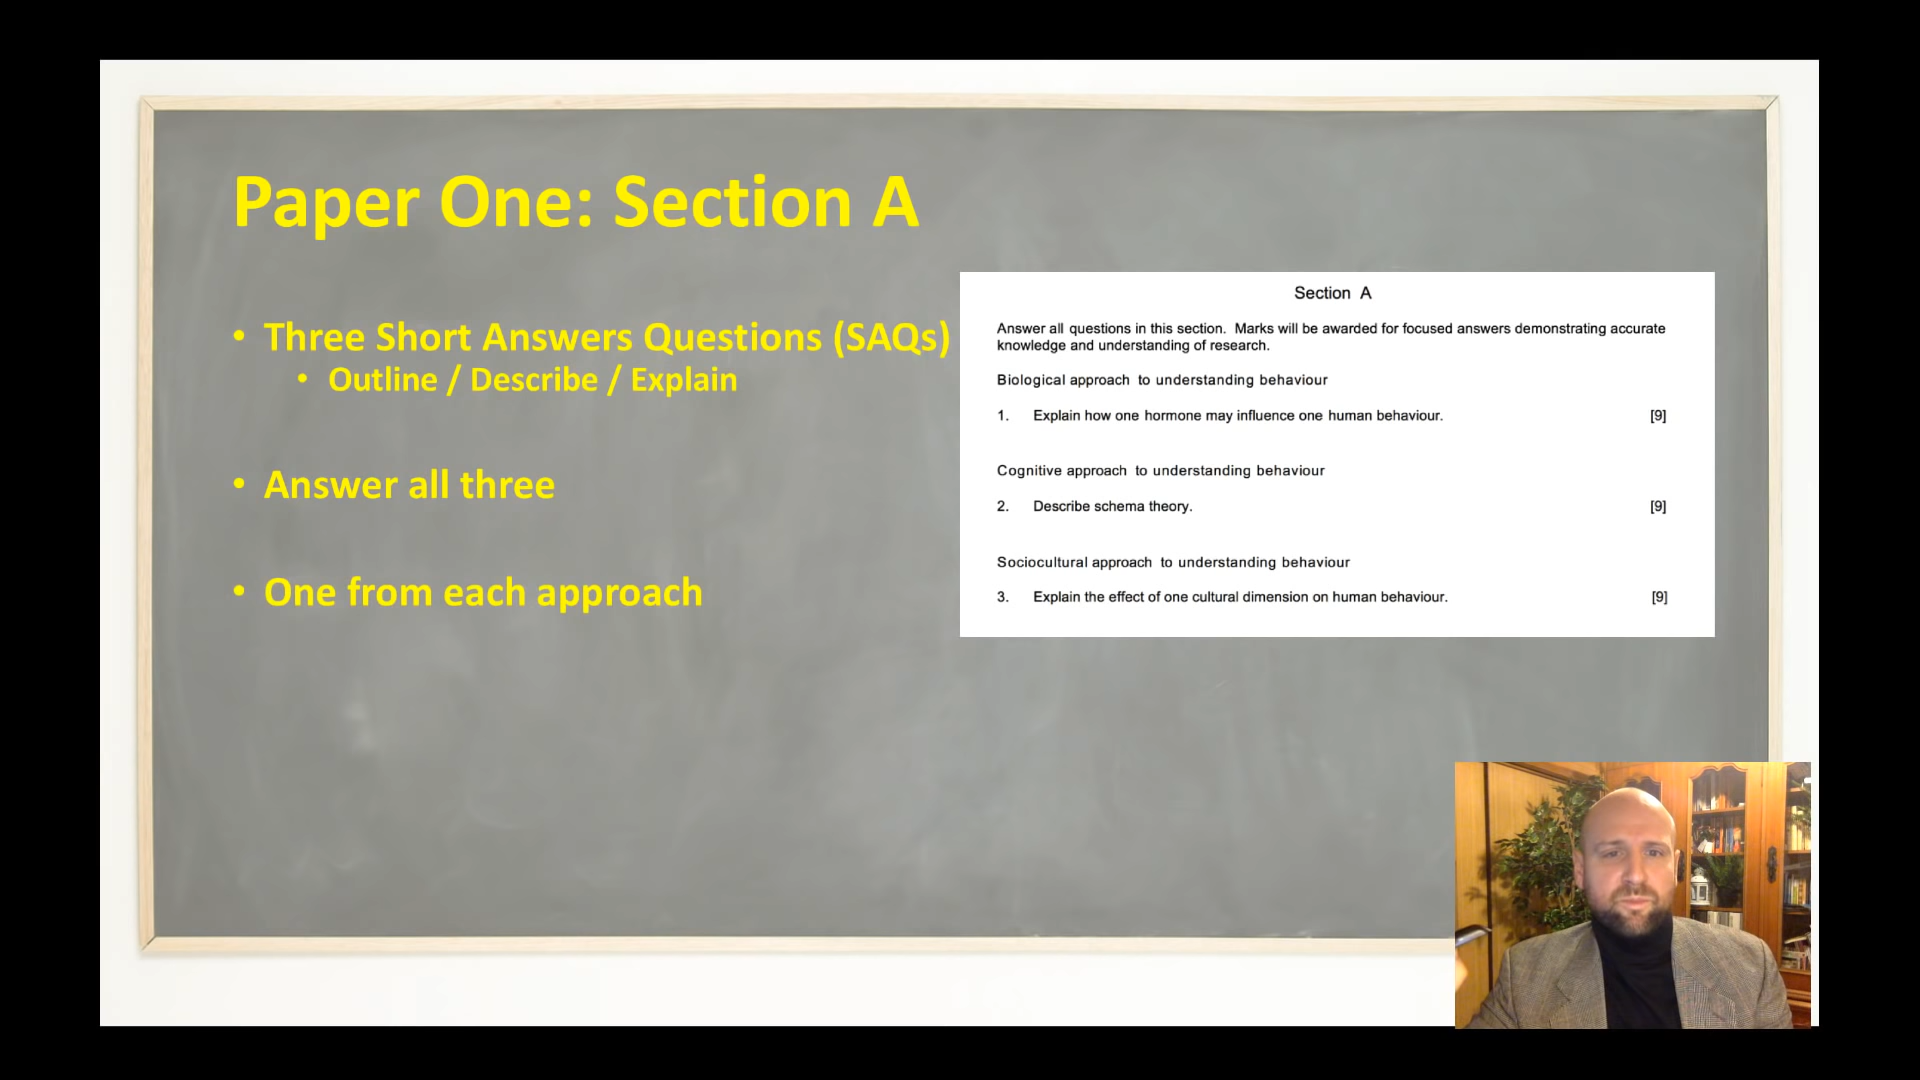 Paper One: Section A
• Three Short Answers Questions (SAQs)
• Outline / Describe / Explain
• Answer all three
• One from each approach
Section A
Answer all questions in this section. Marks will be awarded for focused answers demonstrating accurate
knowledge and understanding of research.
Biological approach to understanding behaviour
1. Explain how one hormone may influence one human behaviour. [9]
Cognitive approach to understanding behaviour
2. Describe schema theory. [9]
Sociocultural approach to understanding behaviour
3. Explain the effect of one cultural dimension on human behaviour. [9]